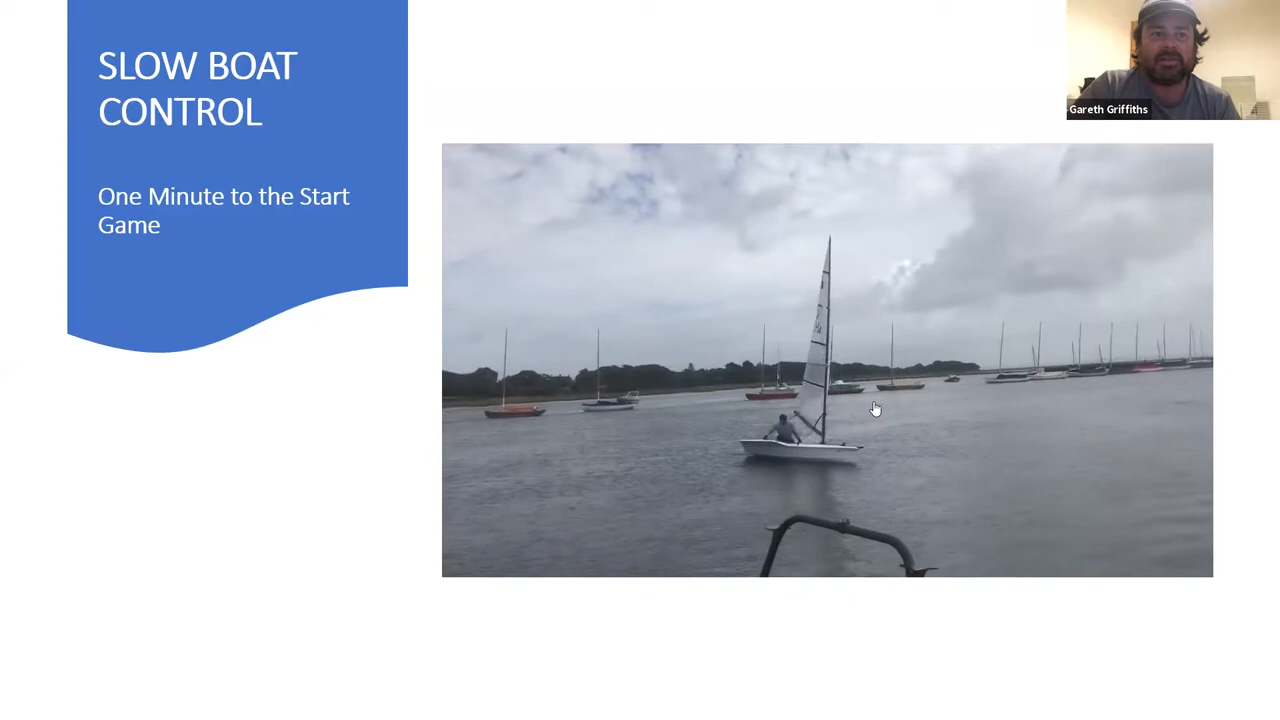 SLOW BOAT
CONTROL
One Minute to the Start
Game
Gareth Griffiths